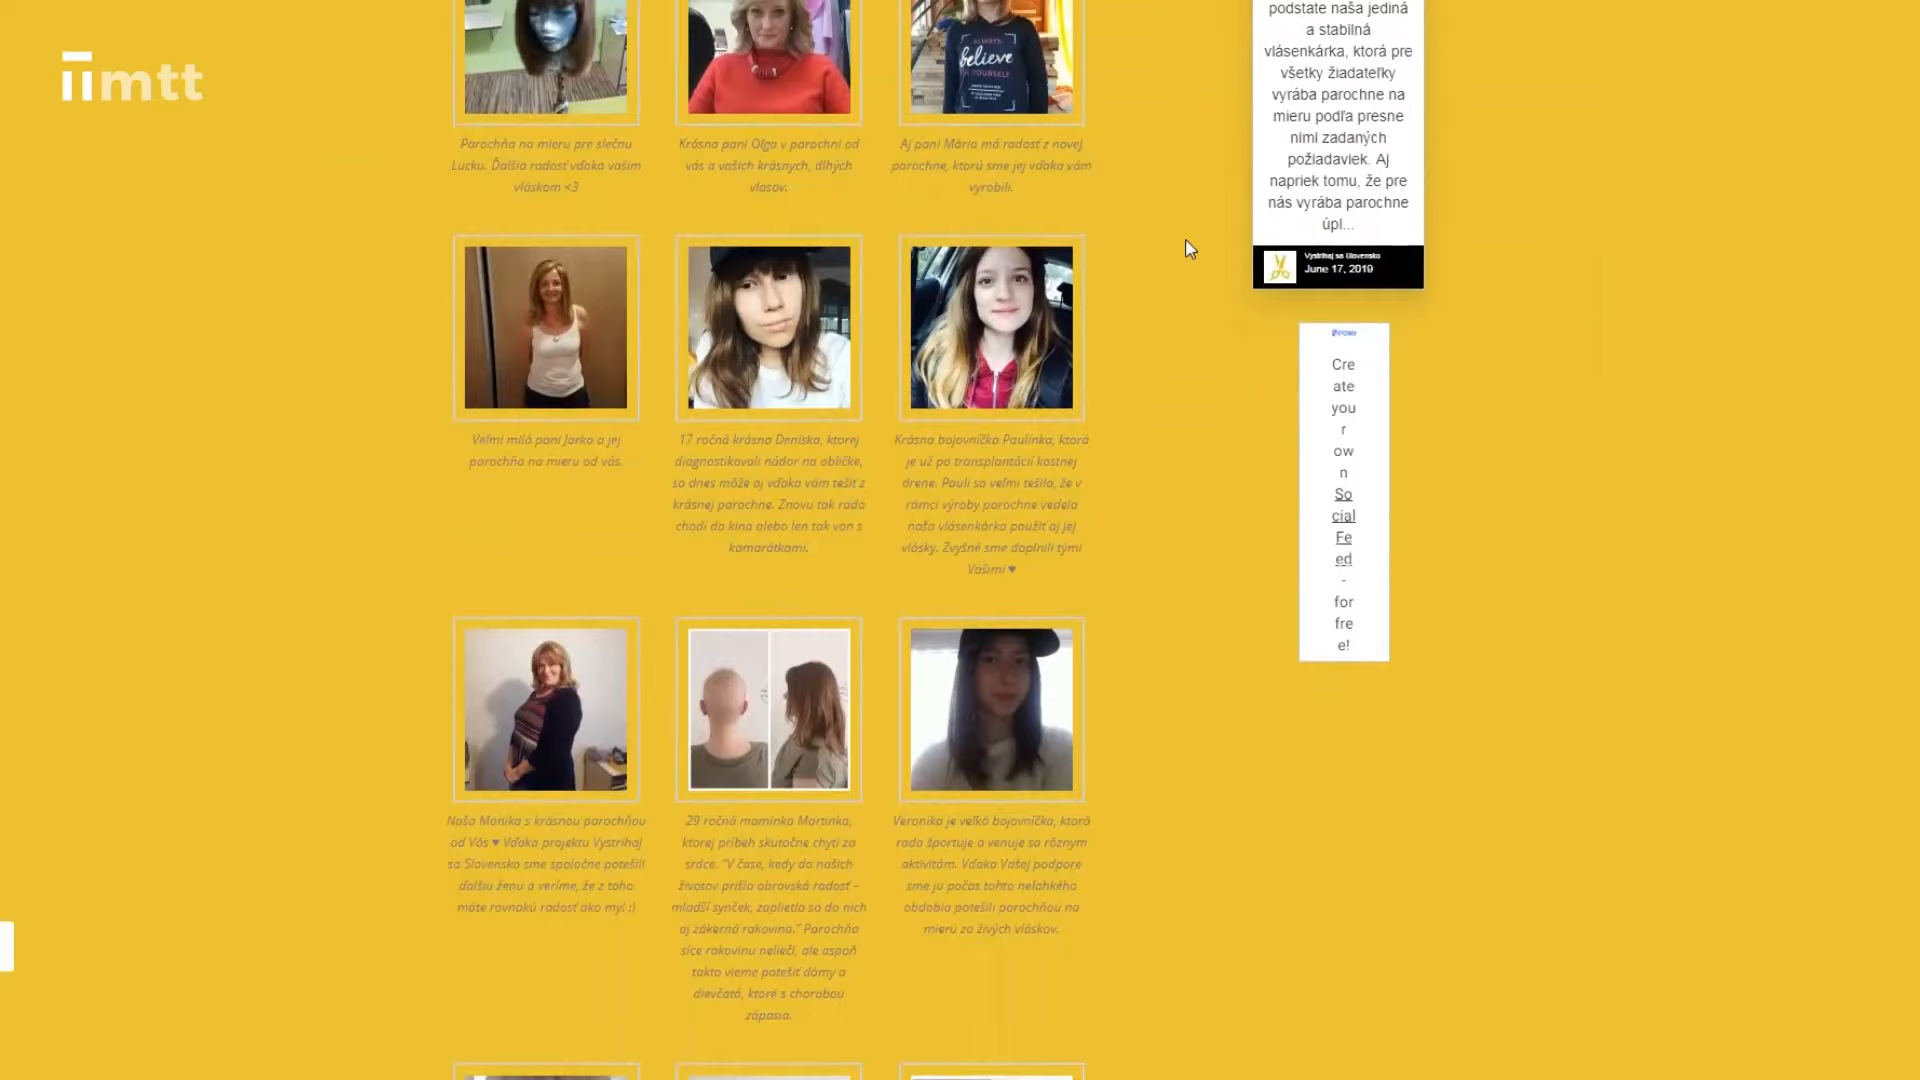 mtt
Parochňa na mieru pre slečnu
Lucku. Ďalšia radosť vďaka vašim
vláskom <3
Krásna pani Oľga v parochni od
vás a vašich krásnych, dlhých
vlasov.
ALWAYS
believe
IN YOURSELF
Aj pani Mária má radosť z novej
parochne, ktorú sme jej vďaka vám
vyrobili.
Veľmi milá pani Jarka a jej
parochňa na mieru od vás.
17 ročná krásna Deniska, ktorej
diagnostikovali nádor na obličke,
sa dnes môže aj vďaka vám tešiť z
krásnej parochne. Znovu tak rada
chodí do kina alebo len tak von s
kamarátkami.
Krásna bojovníčka Paulínka, ktorá
je už po transplantácií kostnej
drene. Pauli sa veľmi tešila, že v
rámci výroby parochne vedela
naša vlásenkárka použiť aj jej
vlásky. Zvyšné sme doplnili tými
Vašimi ♥
Naša Monika s krásnou parochňou
od Vás ♥ Vďaka projektu Vystrihaj
sa Slovensko sme spoločne potešili
ďalšiu ženu a veríme, že z toho
máte rovnakú radosť ako my! :)
29 ročná maminka Martinka,
ktorej príbeh skutočne chytí za
srdce. "V čase, kedy do našich
životov prišla obrovská radosť –
mladší synček, zaplietla sa do nich
aj zákerná rakovina." Parochňa
síce rakovinu nelieči, ale aspoň
takto vieme potešiť dámy a
dievčatá, ktoré s chorobou
zápasia.
Veronika je veľká bojovníčka, ktorá
rada športuje a venuje sa rôznym
aktivitám. Vďaka Vašej podpore
sme ju počas tohto neľahkého
obdobia potešili parochňou na
mieru zo živých vláskov.
podstate naša jediná
a stabilná
vlásenkárka, ktorá pre
všetky žiadateľky
vyrába parochne na
mieru podľa presne
nimi zadaných
požiadaviek. Aj
napriek tomu, že pre
nás vyrába parochne
úpl...
Vystrihaj sa Slovensko
June 17, 2019
Cre
ate
you
r
ow
n
So
cial
Fe
ed
-
for
fre
e!